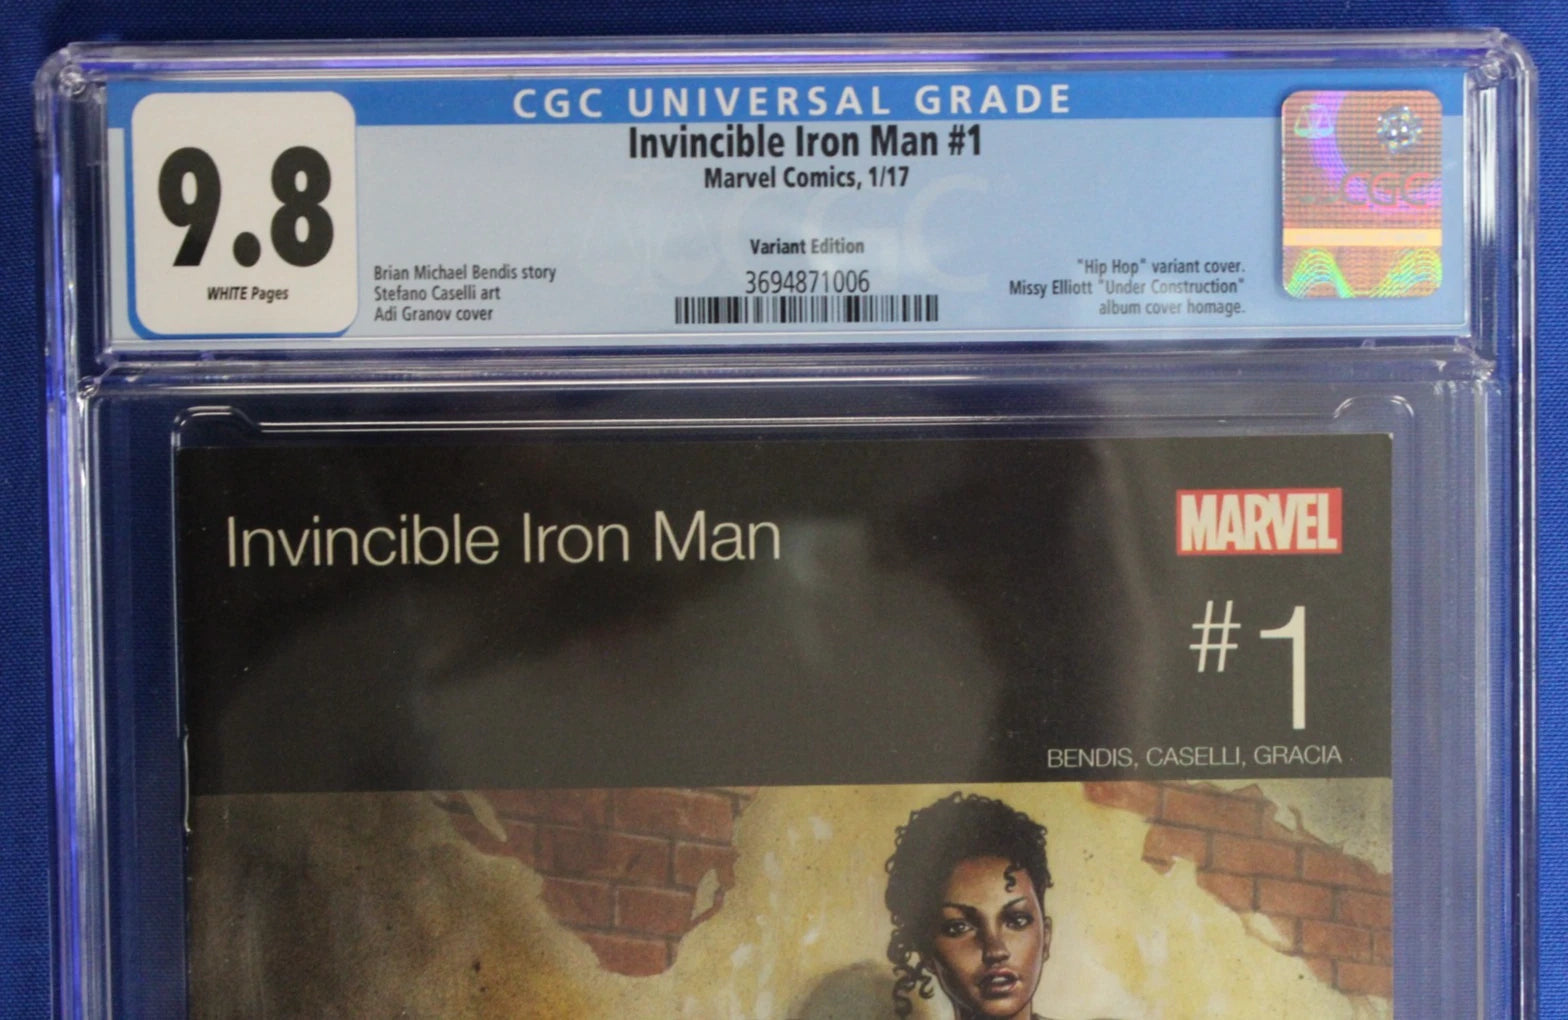 CGC UNIVERSAL GRADE
9.8
WHITE Pages
Invincible Iron Man #1
Marvel Comics, 1/17
Variant Edition
3694871006
Brian Michael Bendis story
Stefano Caselli art
Adi Granov cover
"Hip Hop" variant cover.
Missy Elliott "Under Construction"
album cover homage.
CGC
Invincible Iron Man
MARVEL
#1
BENDIS, CASELLI, GRACIA